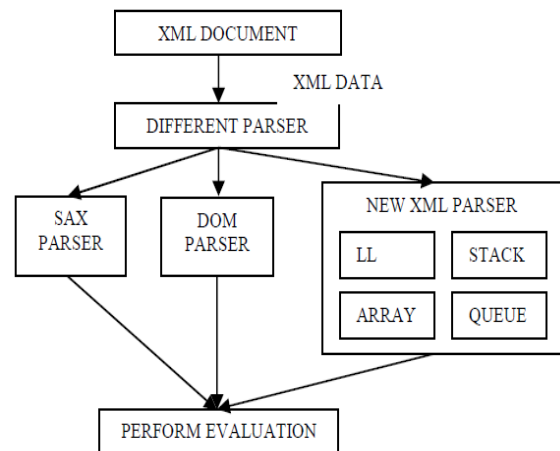 XML DOCUMENT
XML DATA
DIFFERENT PARSER
SAX
PARSER
DOM
PARSER
NEW XML PARSER
LL
STACK
ARRAY
QUEUE
PERFORM EVALUATION